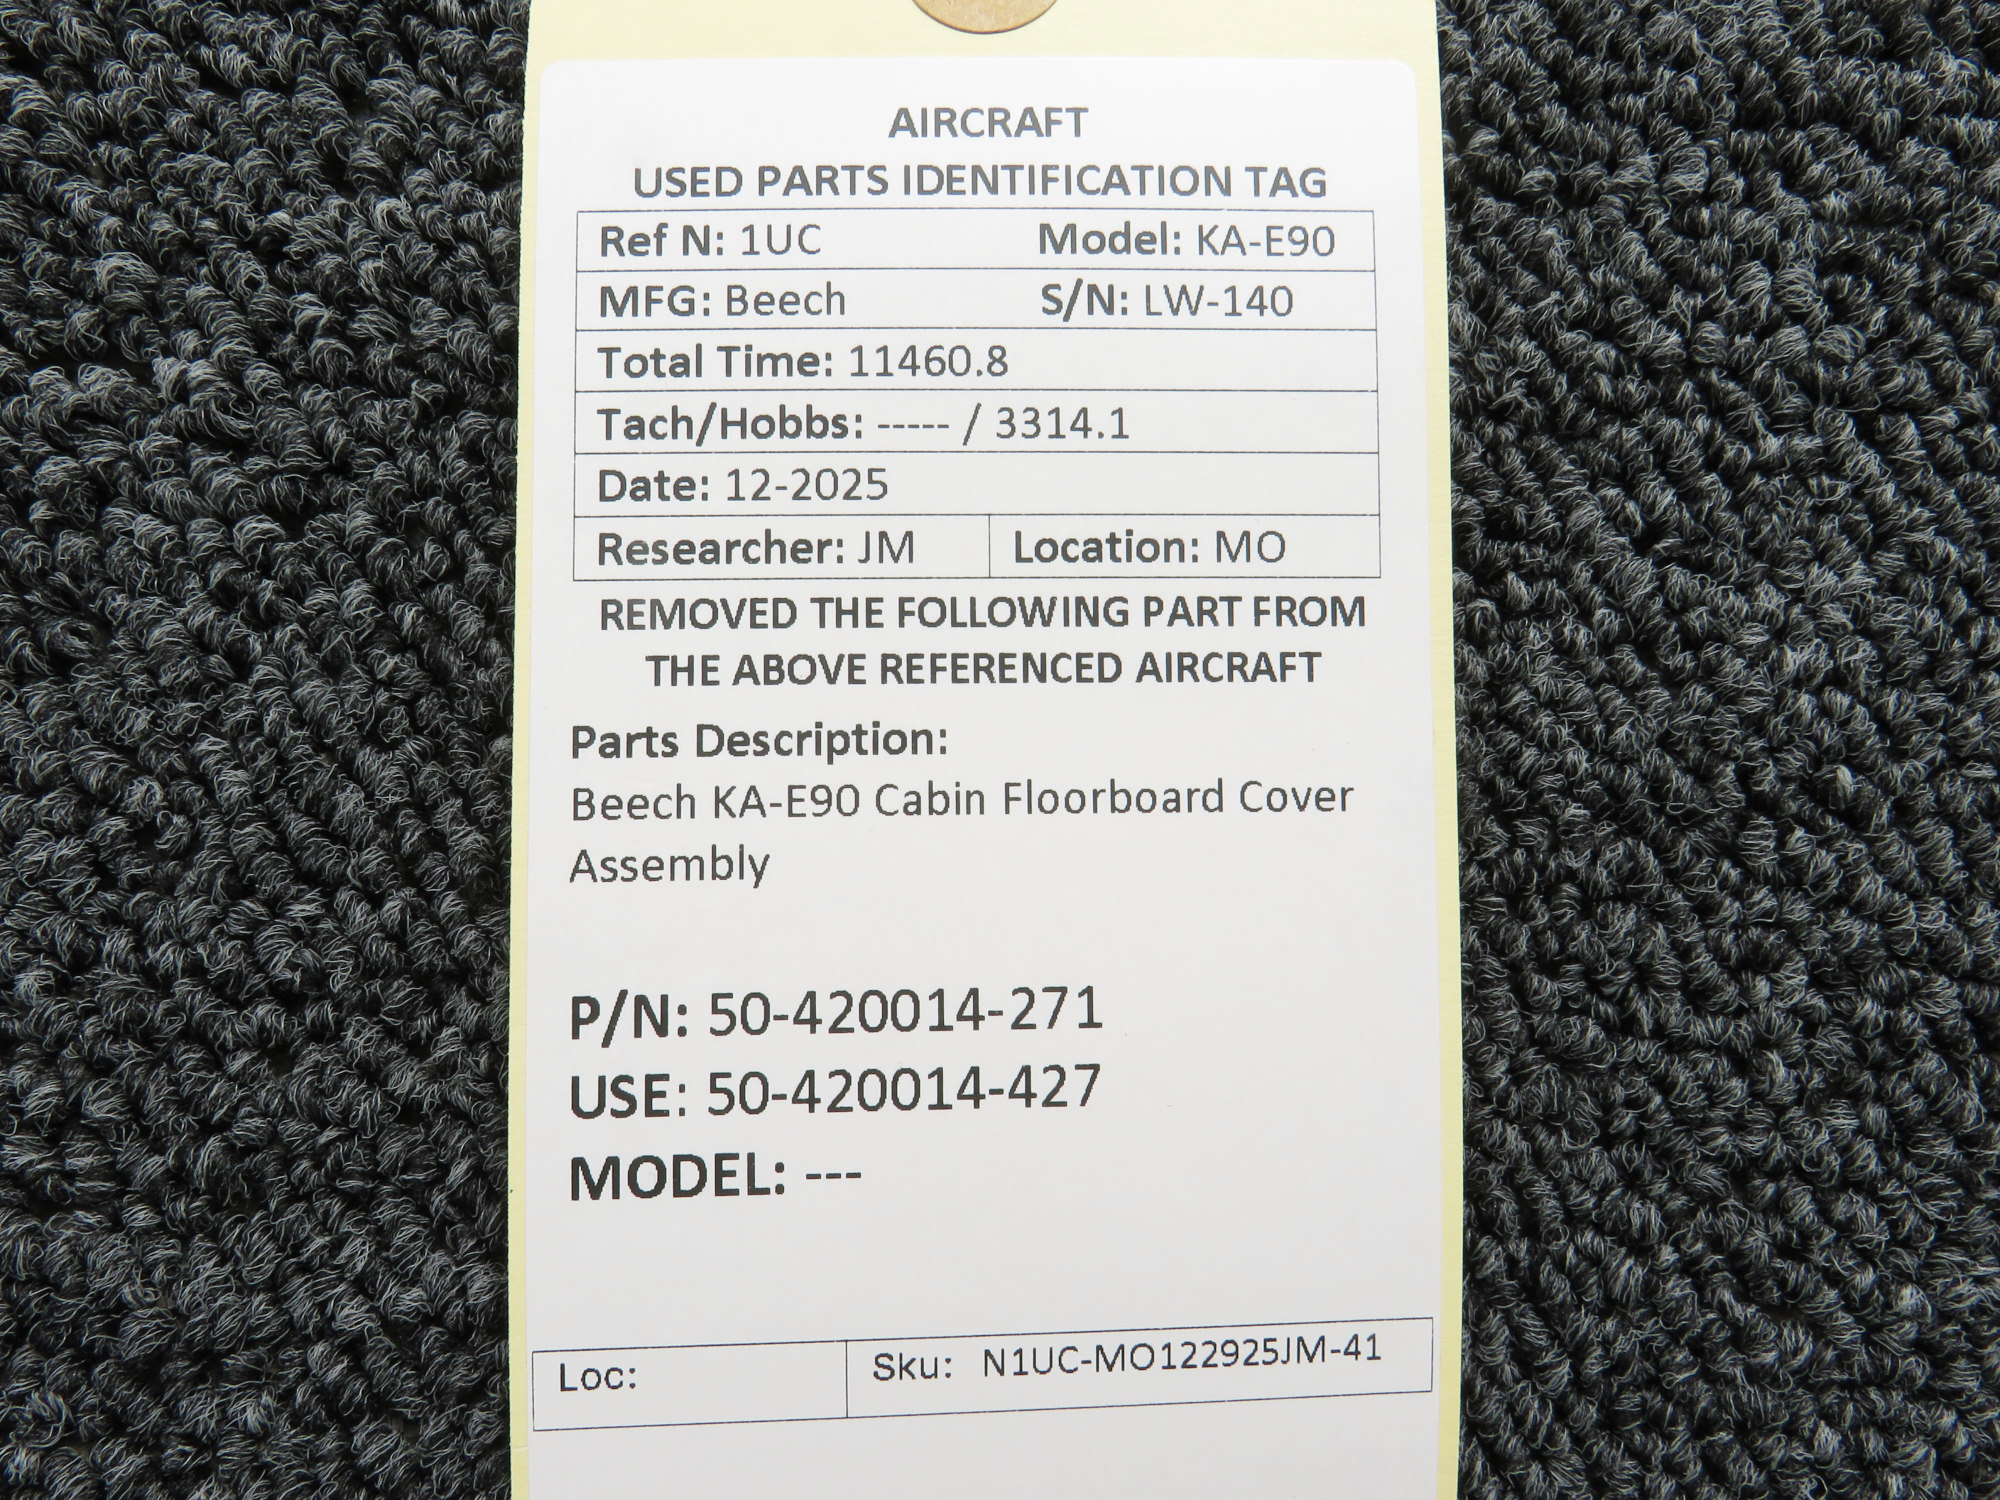 AIRCRAFT
USED PARTS IDENTIFICATION TAG
Ref N: 1UC Model: KA-E90
MFG: Beech S/N: LW-140
Total Time: 11460.8
Tach/Hobbs: ----- / 3314.1
Date: 12-2025
Researcher: JM Location: MO
REMOVED THE FOLLOWING PART FROM
THE ABOVE REFERENCED AIRCRAFT
Parts Description:
Beech KA-E90 Cabin Floorboard Cover
Assembly
P/N: 50-420014-271
USE: 50-420014-427
MODEL: ---
Loc: Sku: N1UC-MO122925JM-41